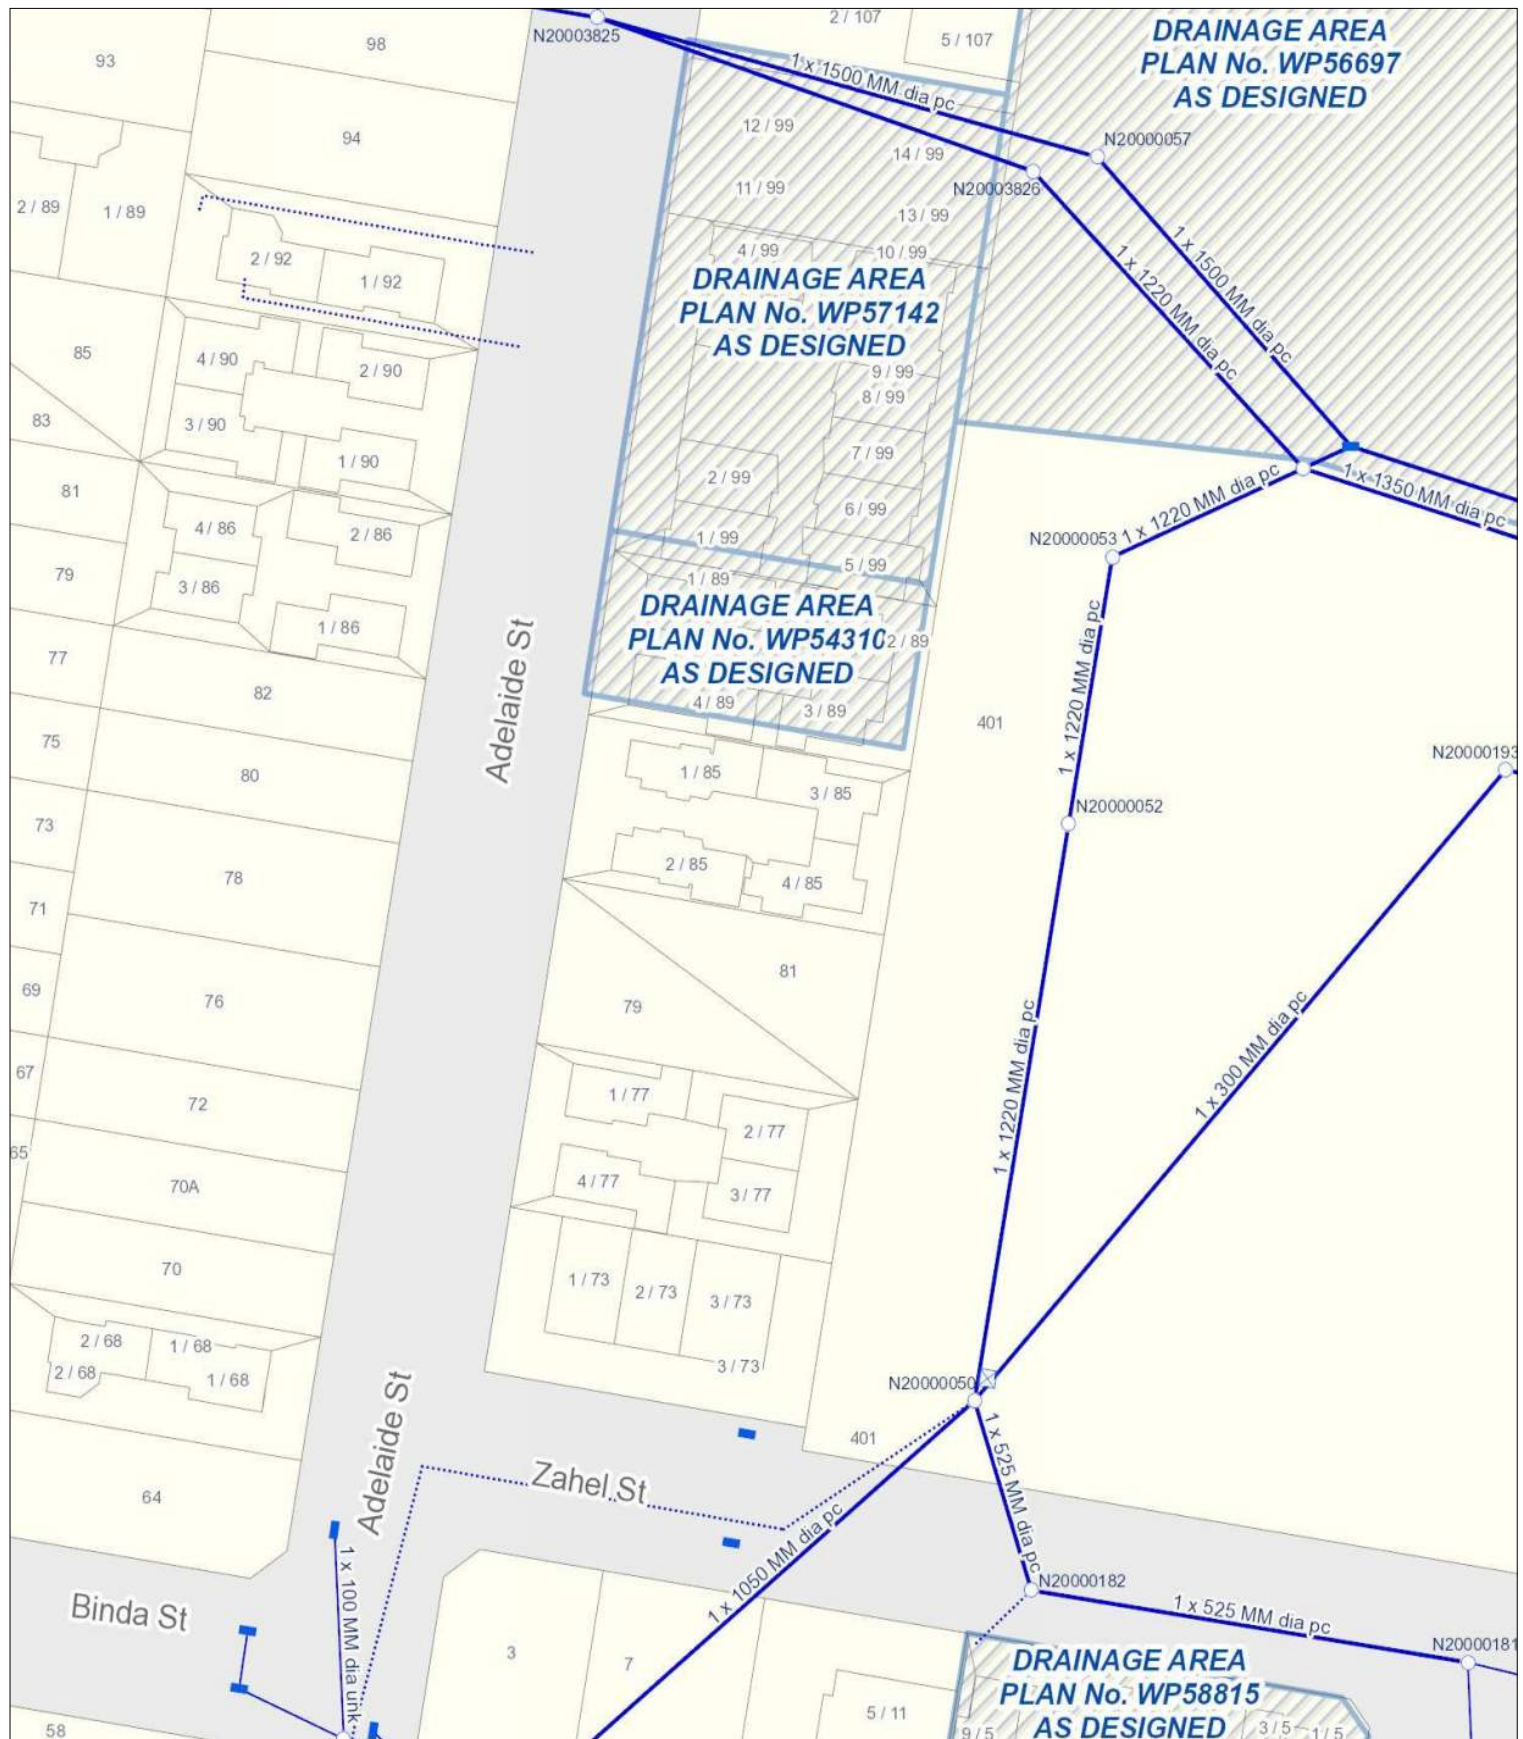 98
N20003825
2 / 107
5 / 107
DRAINAGE AREA
PLAN No. WP56697
AS DESIGNED
93
94
1 x 1500 MM dia pc
12 / 99
14 / 99
N20000057
11 / 99
N20003826
13 / 99
2 / 89
1 / 89
2 / 92
1 / 92
4 / 99
10 / 99
DRAINAGE AREA
PLAN No. WP57142
AS DESIGNED
1 x 1500 MM dia pc
1 x 1220 MM dia pc
85
4 / 90
2 / 90
9 / 99
8 / 99
83
3 / 90
1 / 90
7 / 99
2 / 99
6 / 99
1 x 1220 MM dia pc
1 x 1350 MM dia pc
81
4 / 86
2 / 86
1 / 99
5 / 99
N20000053
79
3 / 86
1 / 86
1 / 89
DRAINAGE AREA
PLAN No. WP54310
AS DESIGNED
2 / 89
77
82
4 / 89
3 / 89
Adelaide St
1 x 1220 MM dia pc
401
75
80
1 / 85
3 / 85
N20000193
N20000052
73
78
2 / 85
4 / 85
71
81
69
76
79
67
72
1 / 77
2 / 77
1 x 1220 MM dia pc
1 x 300 MM dia pc
65
70A
4 / 77
3 / 77
70
1 / 73
2 / 73
3 / 73
2 / 68
1 / 68
2 / 68
1 / 68
3 / 73
N20000050
401
Adelaide St
Zahel St
64
1 x 525 MM dia pc
1 x 1050 MM dia pc
1 x 100 MM dia unk
N20000182
1 x 525 MM dia pc
Binda St
N20000181
3
7
DRAINAGE AREA
PLAN No. WP58815
AS DESIGNED
5 / 11
58
9 / 5
3 / 5
1 / 5